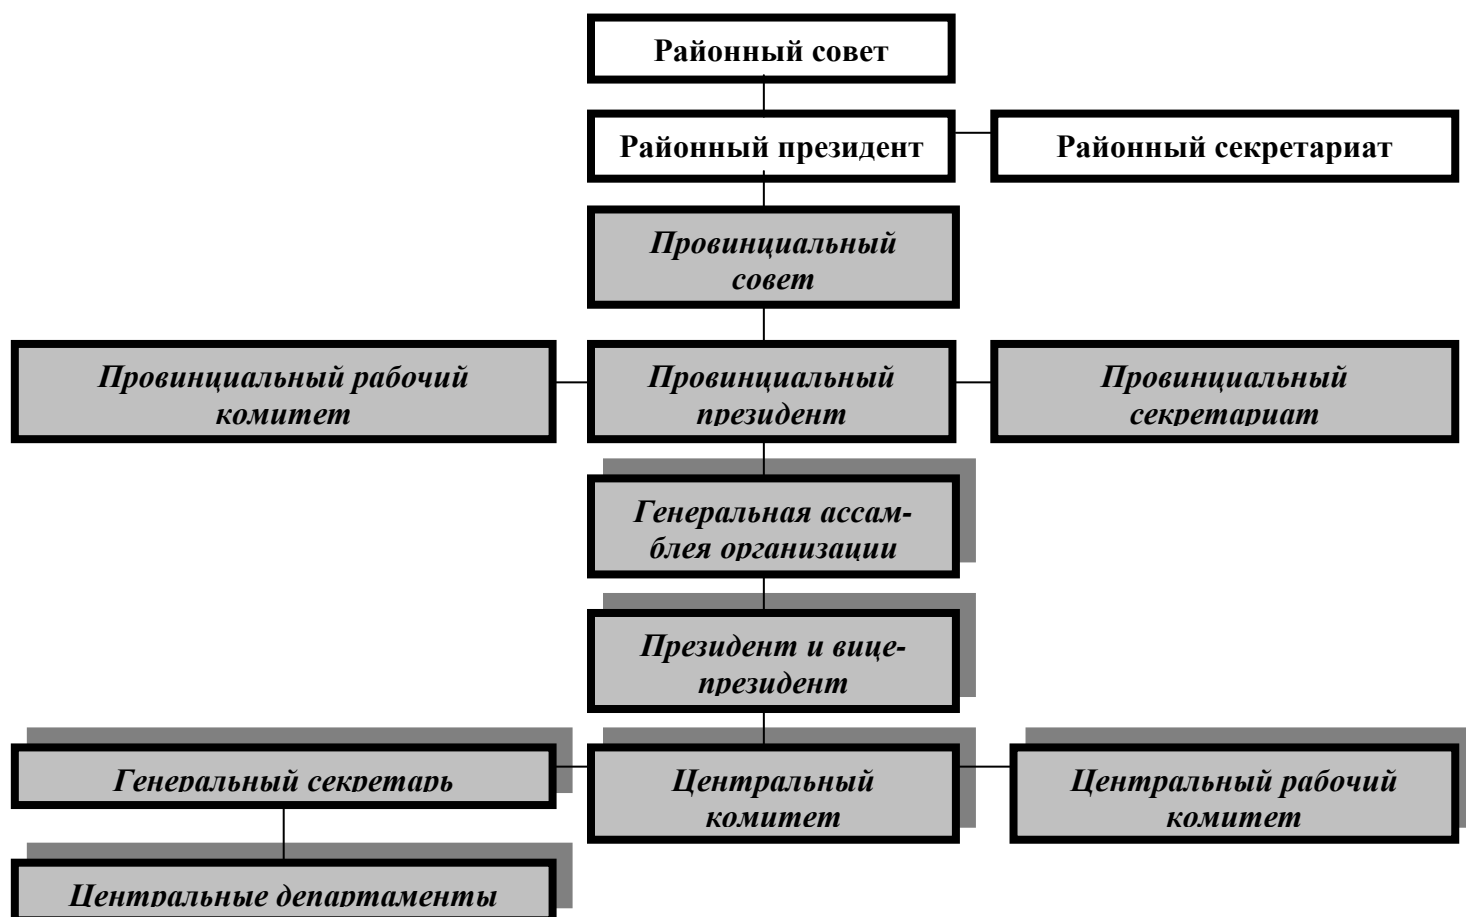 Районный совет
Районный президент
Районный секретариат
Провинциальный
совет
Провинциальный рабочий
комитет
Провинциальный
президент
Провинциальный
секретариат
Генеральная ассам-
блея организации
Президент и вице-
президент
Генеральный секретарь
Центральный
комитет
Центральный рабочий
комитет
Центральные департаменты